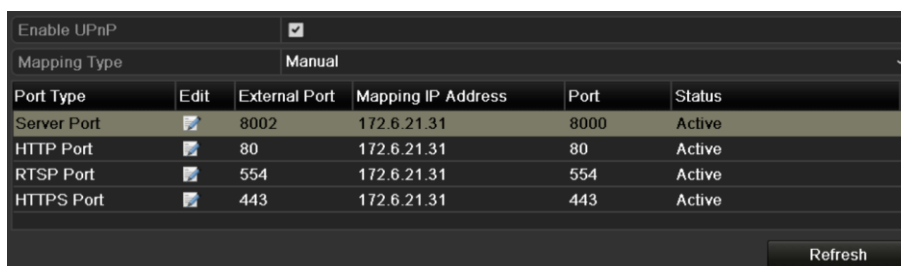 Enable UPnP
Mapping Type Manual
Port Type Edit External Port Mapping IP Address Port Status
Server Port 8002 172.6.21.31 8000 Active
HTTP Port 80 172.6.21.31 80 Active
RTSP Port 554 172.6.21.31 554 Active
HTTPS Port 443 172.6.21.31 443 Active
Refresh